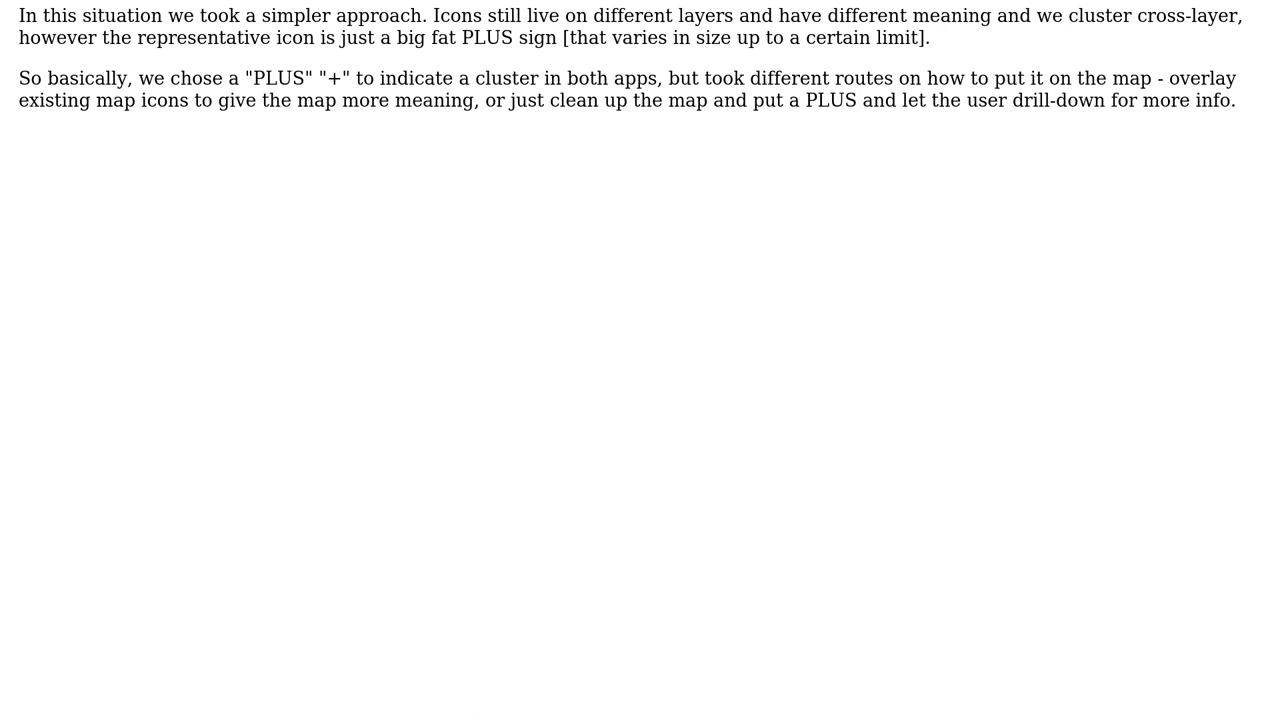 In this situation we took a simpler approach. Icons still live on different layers and have different meaning and we cluster cross-layer,
however the representative icon is just a big fat PLUS sign [that varies in size up to a certain limit].
So basically, we chose a "PLUS" "+" to indicate a cluster in both apps, but took different routes on how to put it on the map - overlay
existing map icons to give the map more meaning, or just clean up the map and put a PLUS and let the user drill-down for more info.